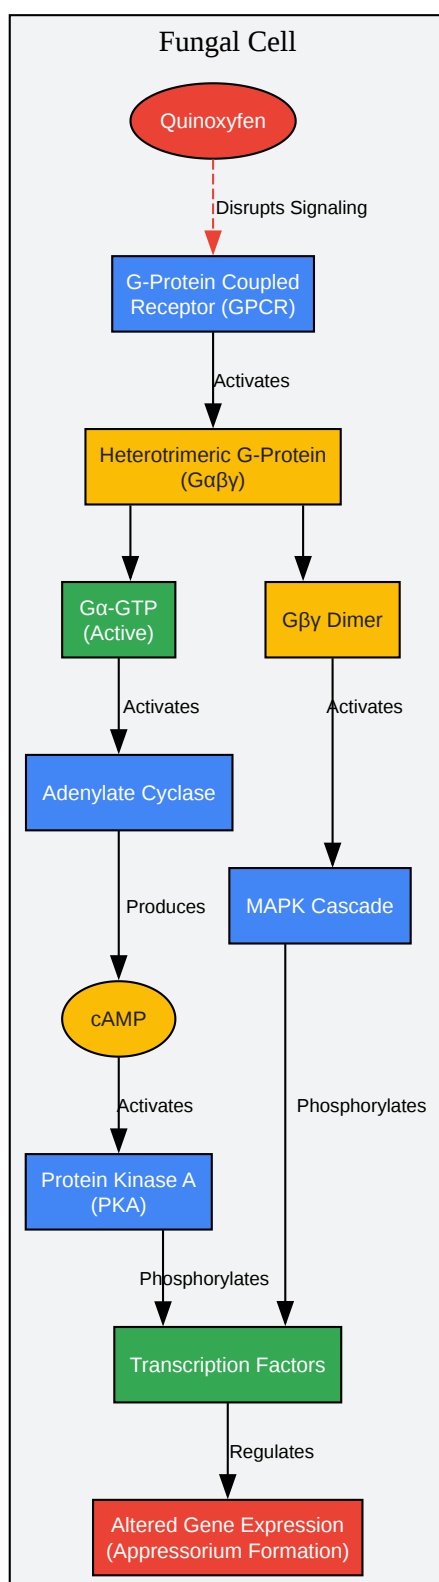 Fungal Cell
Quinoxyfen
Disrupts Signaling
G-Protein Coupled
Receptor (GPCR)
Activates
Heterotrimeric G-Protein
(Gαβγ)
Gα-GTP
(Active)
Gβγ Dimer
Activates
Activates
Adenylate Cyclase
MAPK Cascade
Produces
cAMP
Activates
Phosphorylates
Protein Kinase A
(PKA)
Phosphorylates
Transcription Factors
Regulates
Altered Gene Expression
(Appressorium Formation)